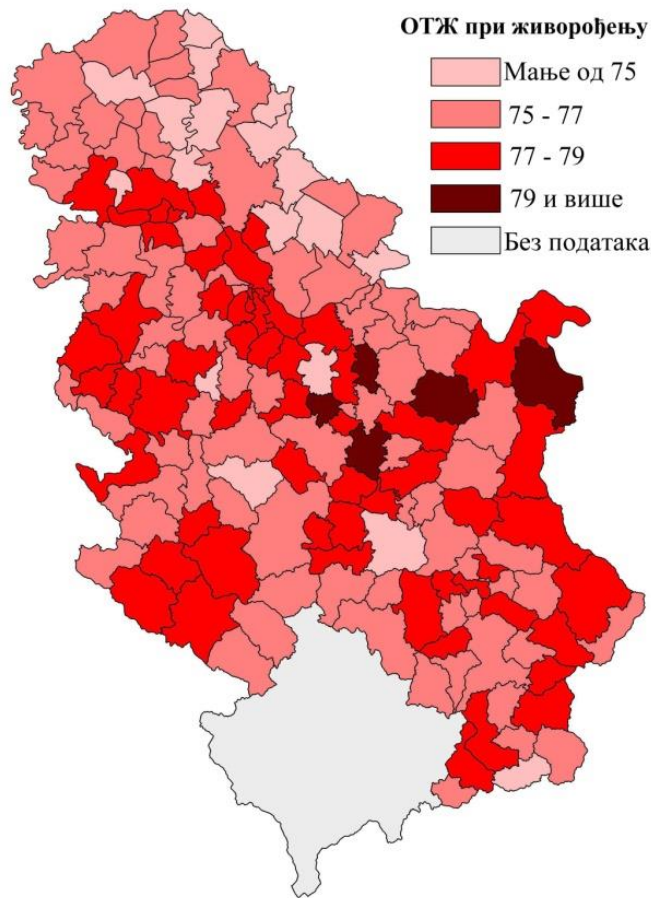 ОТЖ при живорођењу
Мање од 75
75 - 77
77 - 79
79 и више
Без података